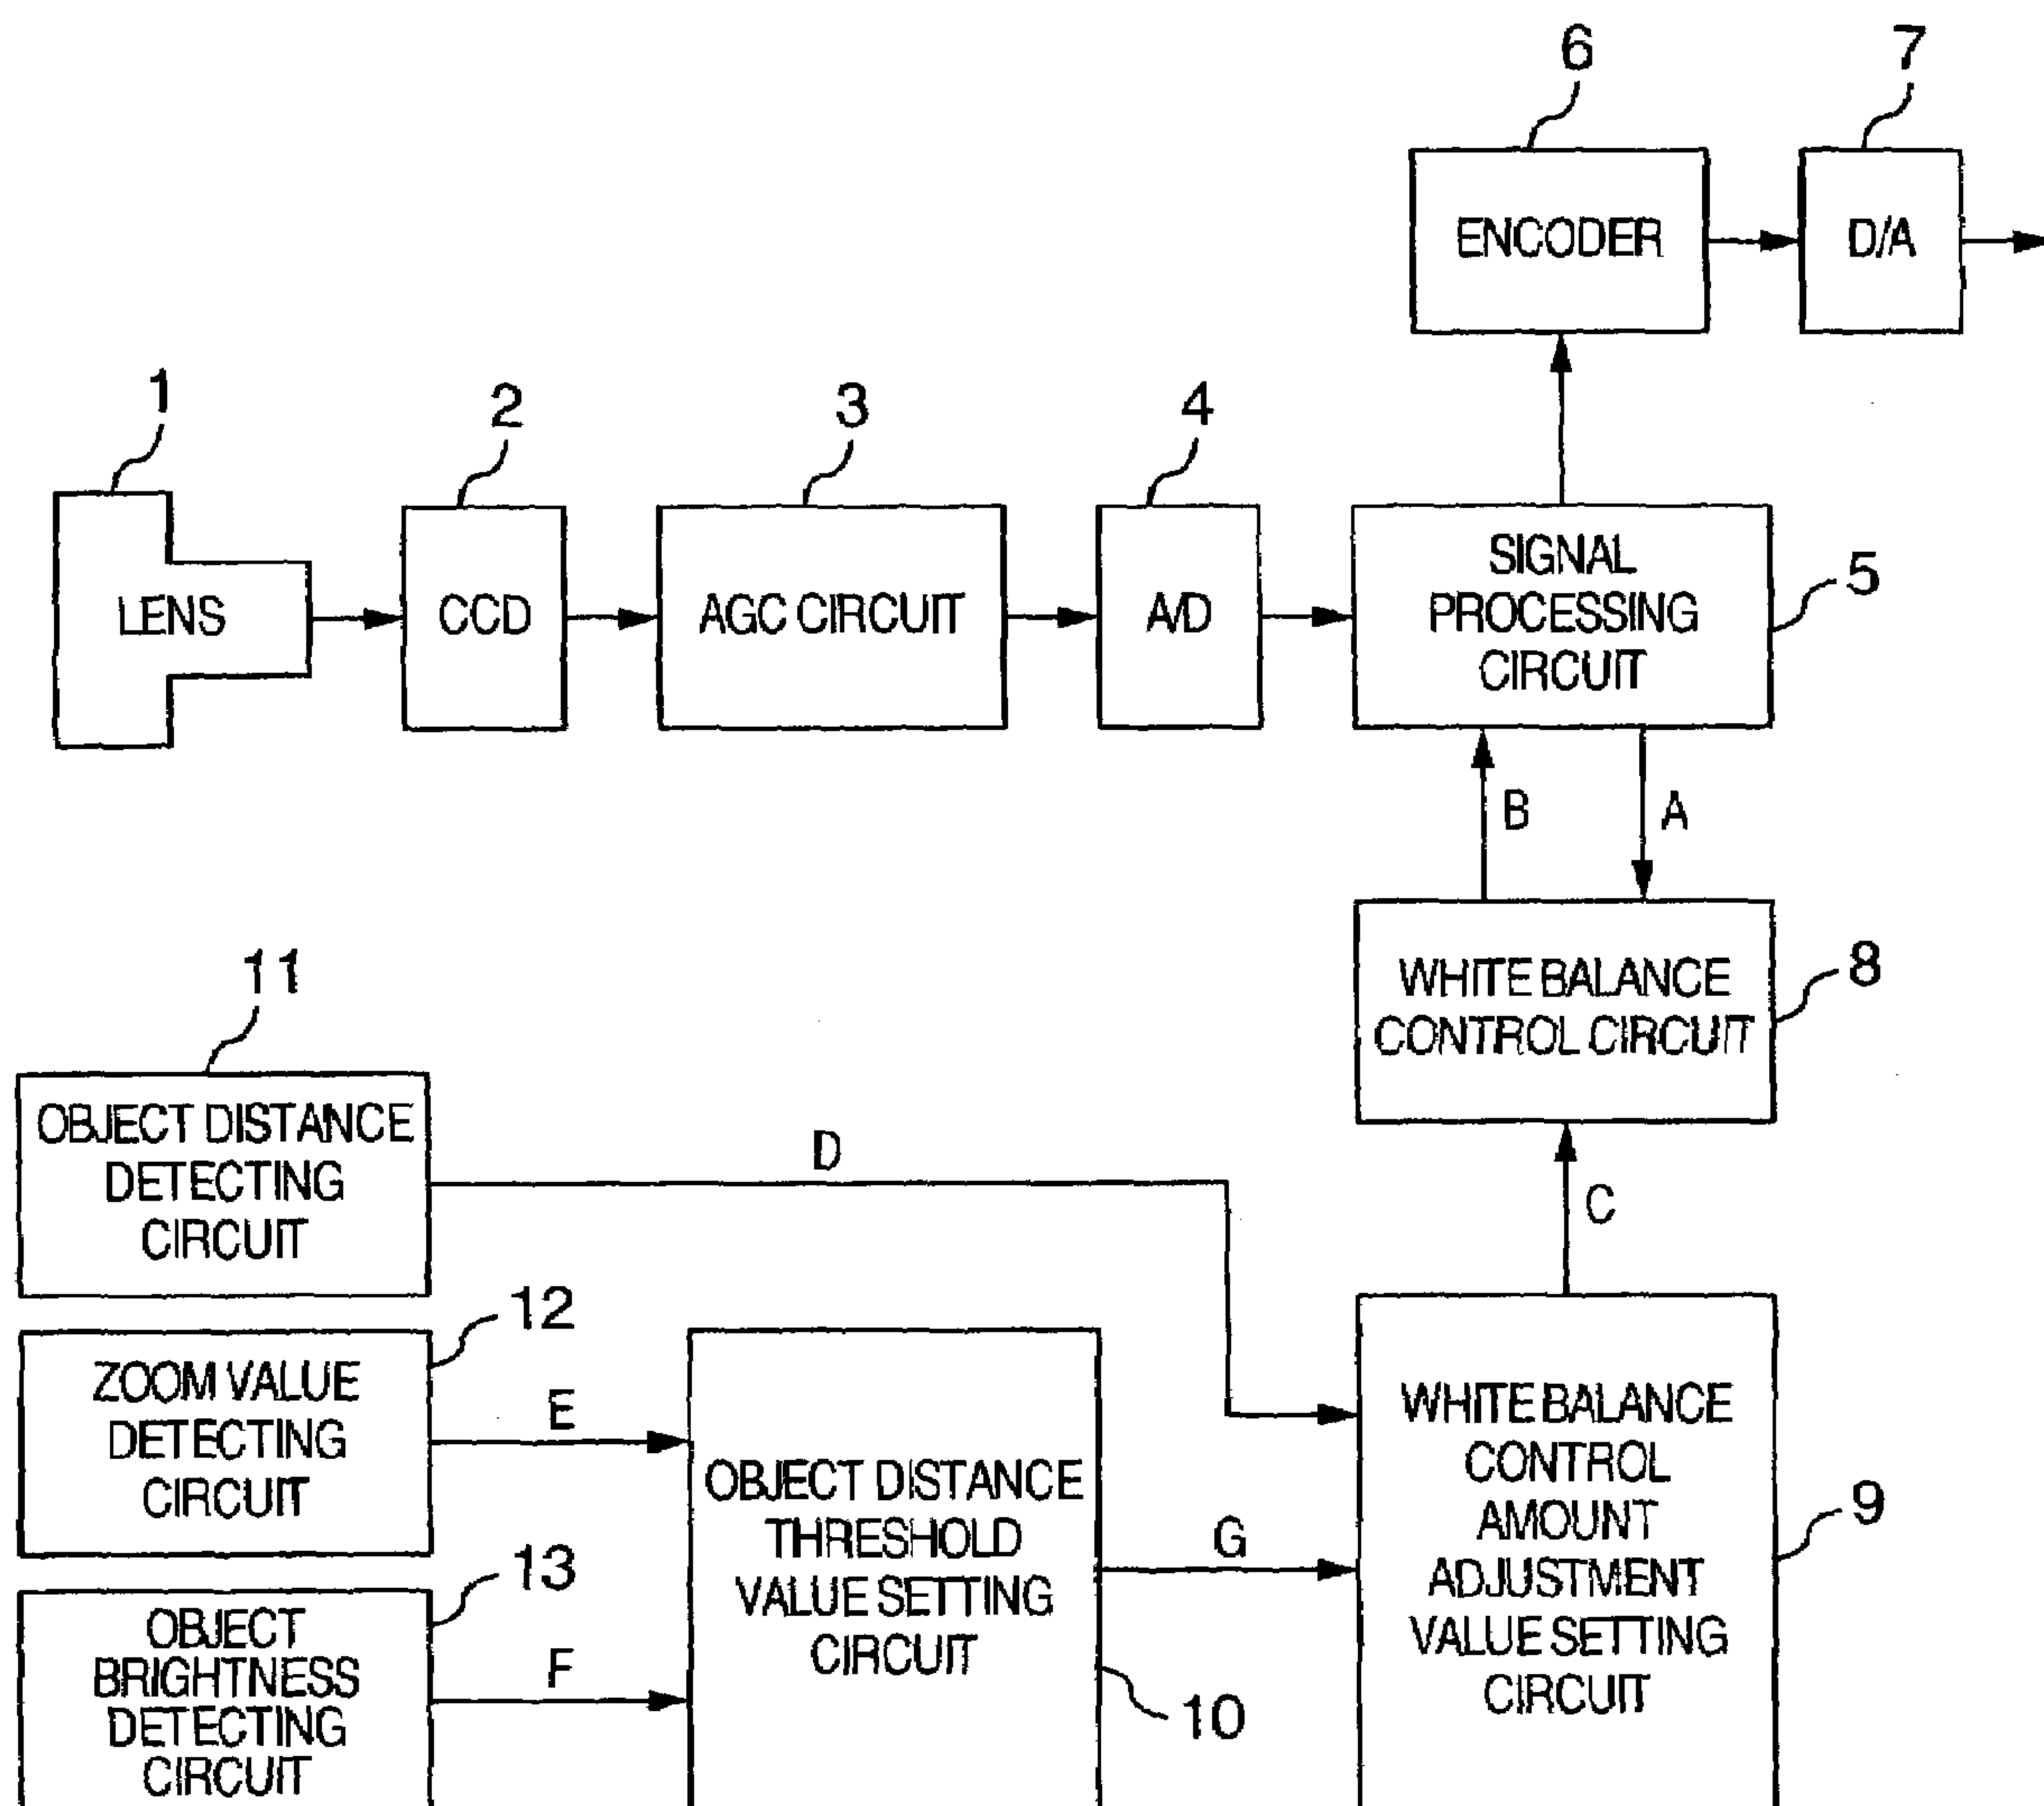 6
7
ENCODER
D/A
1
2
3
4
LENS
CCD
AGC CIRCUIT
A/D
SIGNAL
PROCESSING
CIRCUIT
5
B
A
WHITE BALANCE
CONTROL CIRCUIT
8
11
OBJECT DISTANCE
DETECTING
CIRCUIT
D
C
12
ZOOM VALUE
DETECTING
CIRCUIT
E
OBJECT DISTANCE
THRESHOLD
VALUE SETTING
CIRCUIT
10
G
WHITE BALANCE
CONTROL
AMOUNT
ADJUSTMENT
VALUE SETTING
CIRCUIT
9
13
OBJECT
BRIGHTNESS
DETECTING
CIRCUIT
F